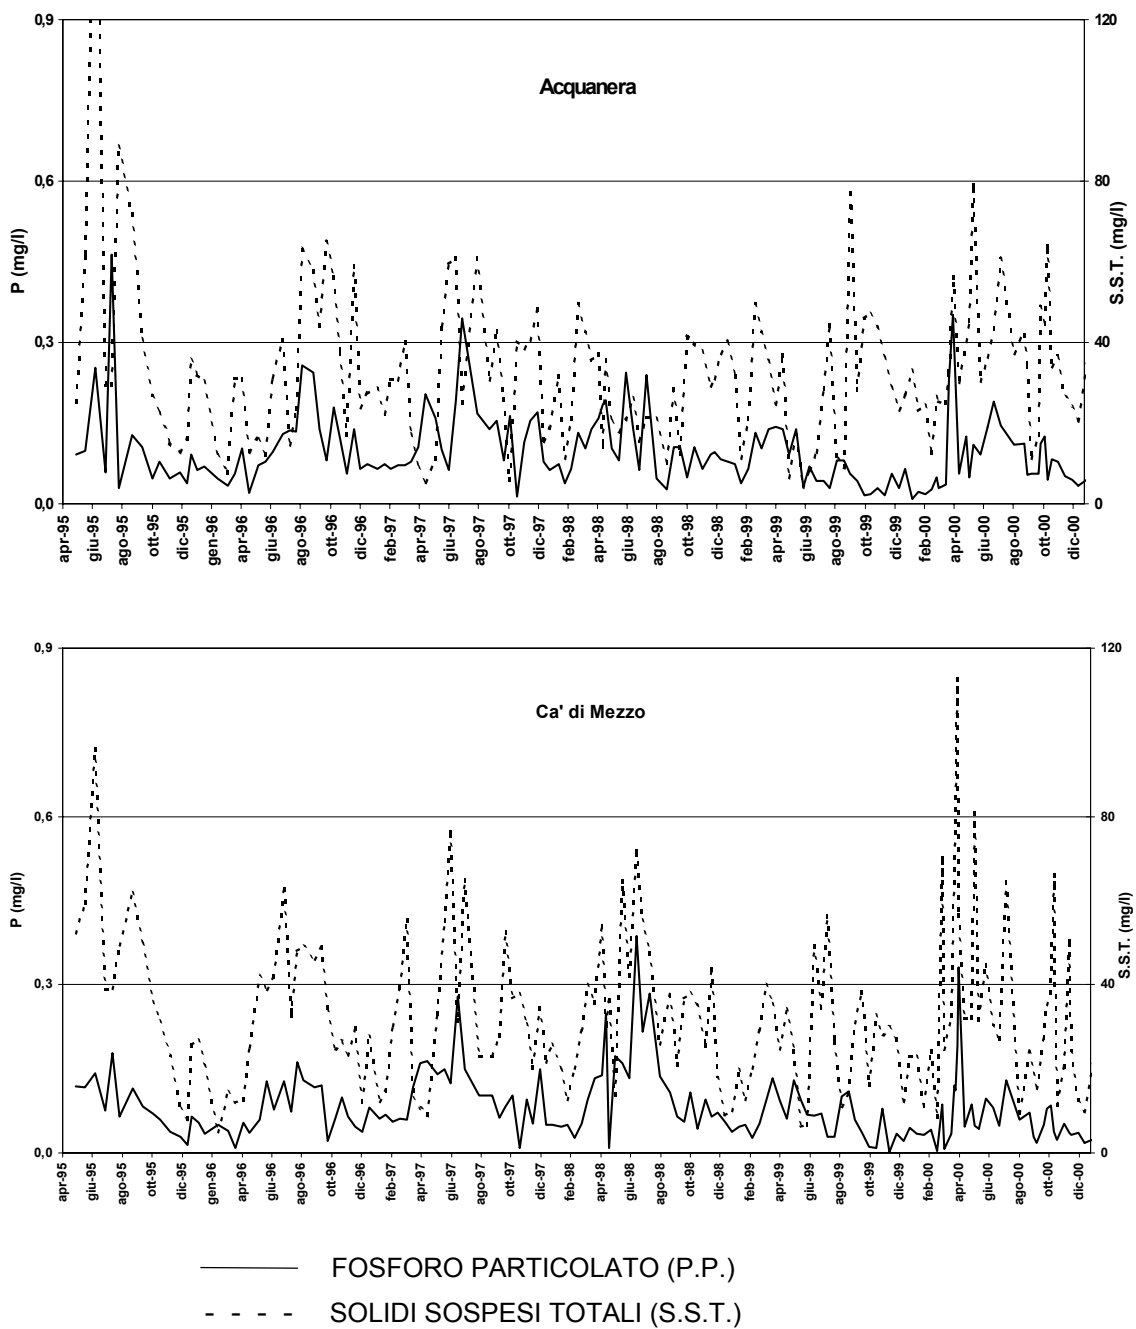 Acquanera
P (mg/l)
0,9
0,6
0,3
0,0
S.S.T. (mg/l)
120
80
40
0
apr-95
giu-95
ago-95
ott-95
dic-95
gen-96
apr-96
giu-96
ago-96
ott-96
dic-96
feb-97
apr-97
giu-97
ago-97
ott-97
dic-97
feb-98
apr-98
giu-98
ago-98
ott-98
dic-98
feb-99
apr-99
giu-99
ago-99
ott-99
dic-99
feb-00
apr-00
giu-00
ago-00
ott-00
dic-00
Ca' di Mezzo
P (mg/l)
0,9
0,6
0,3
0,0
S.S.T. (mg/l)
120
80
40
0
apr-95
giu-95
ago-95
ott-95
dic-95
gen-96
apr-96
giu-96
ago-96
ott-96
dic-96
feb-97
apr-97
giu-97
ago-97
ott-97
dic-97
feb-98
apr-98
giu-98
ago-98
ott-98
dic-98
feb-99
apr-99
giu-99
ago-99
ott-99
dic-99
feb-00
apr-00
giu-00
ago-00
ott-00
dic-00
FOSFORO PARTICOLATO (P.P.)
SOLIDI SOSPESI TOTALI (S.S.T.)